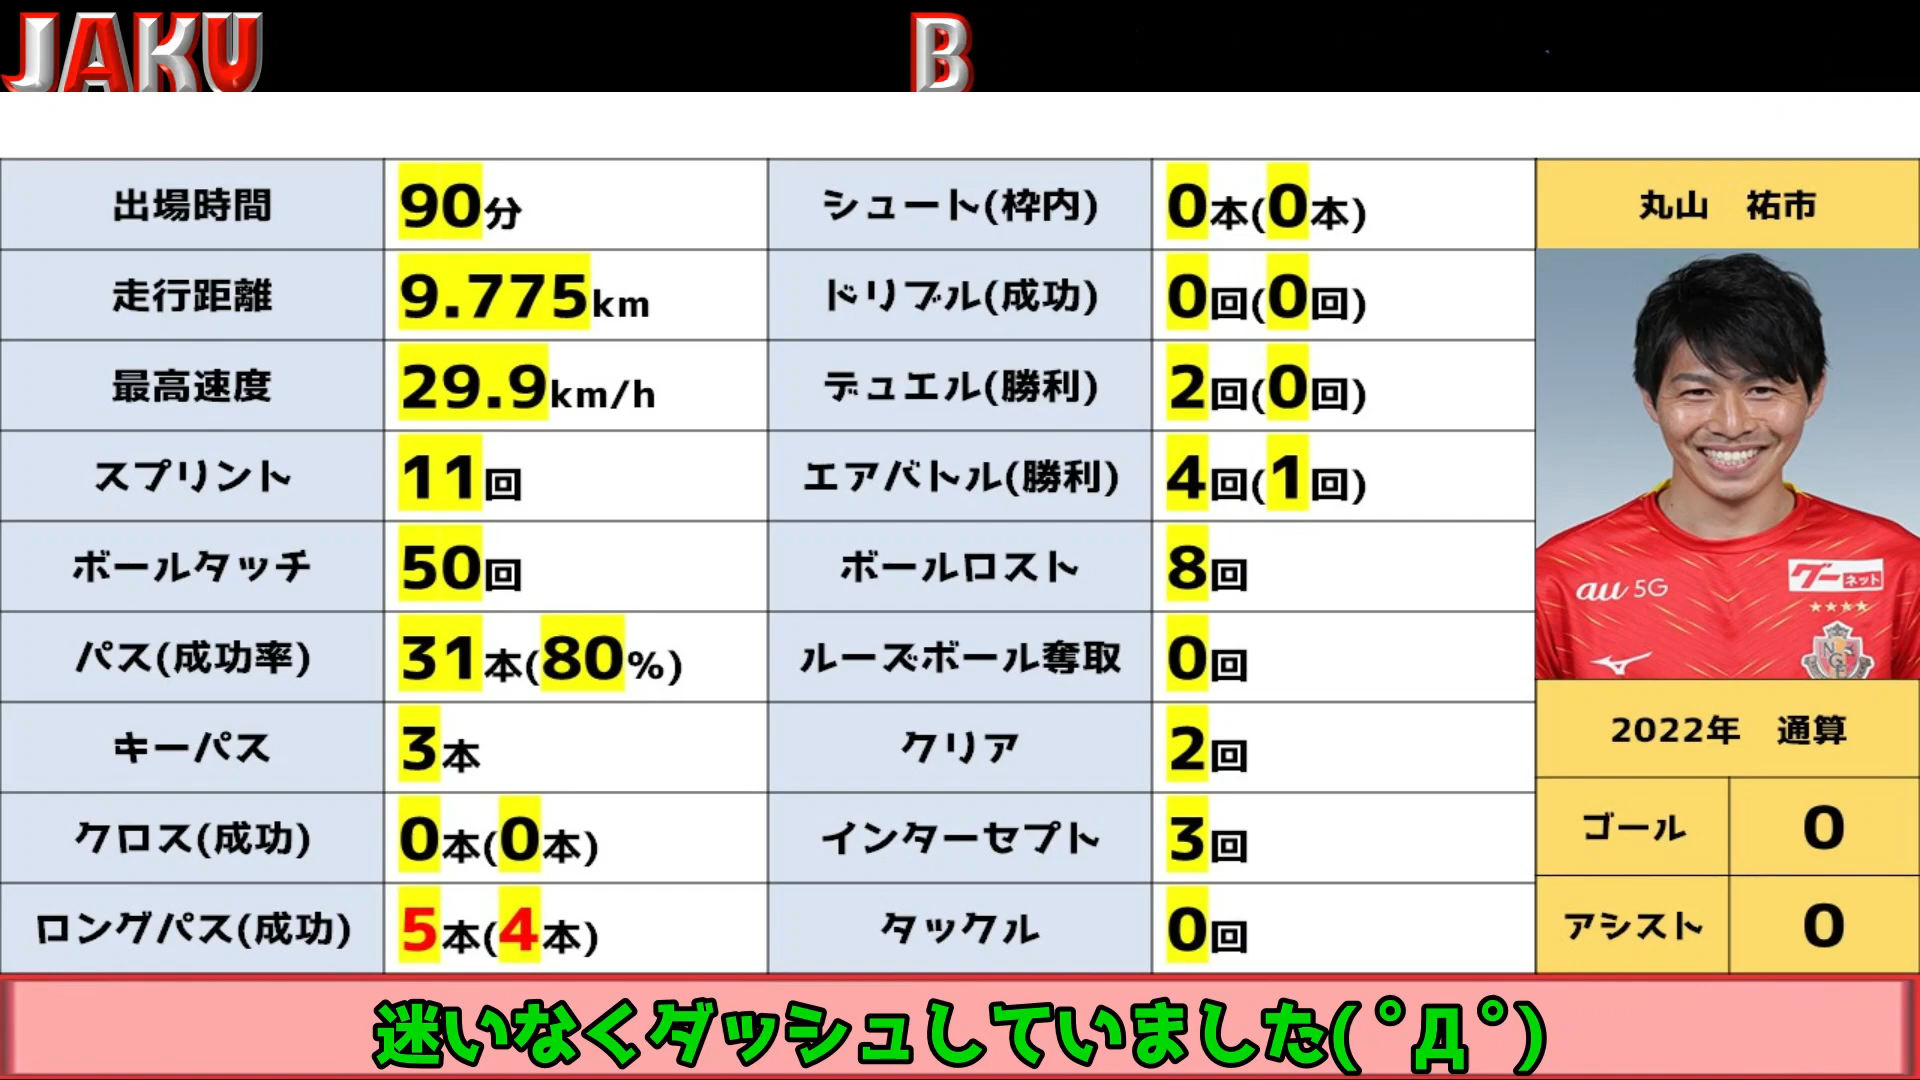 JAKU B
出場時間 90分 シュート(枠内) 0本(0本) 丸山 祐市
走行距離 9.775km ドリブル(成功) 0回(0回)
最高速度 29.9km/h デュエル(勝利) 2回(0回)
スプリント 11回 エアバトル(勝利) 4回(1回)
ボールタッチ 50回 ボールロスト 8回
au 5G グーネット
パス(成功率) 31本(80%) ルーズボール奪取 0回
キーパス 3本 クリア 2回 2022年 通算
クロス(成功) 0本(0本) インターセプト 3回 ゴール 0
ロングパス(成功) 5本(4本) タックル 0回 アシスト 0
迷いなくダッシュしていました(ﾟДﾟ)